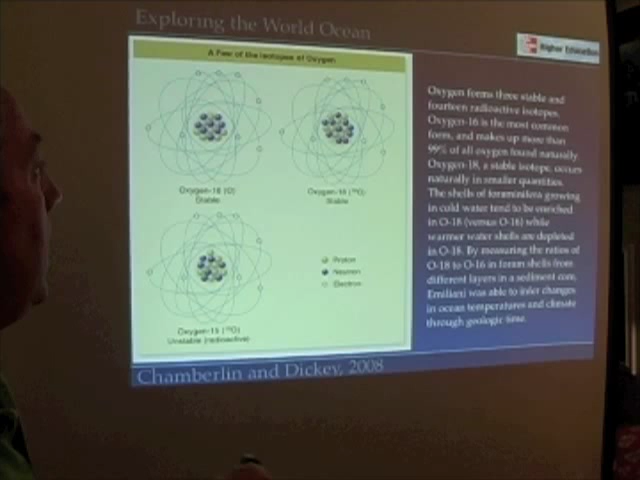 Exploring the World Ocean
Higher Education
A Few of the Isotopes of Oxygen
Oxygen-16 (O)
Stable
Oxygen-18 (¹⁸O)
Stable
Oxygen-15 (¹⁵O)
Unstable (radioactive)
Proton
Neutron
Electron
Oxygen forms three stable and
fourteen radioactive isotopes.
Oxygen-16 is the most common
form, and makes up more than
99% of all oxygen found naturally.
Oxygen-18, a stable isotope, occurs
naturally in smaller quantities.
The shells of foraminifera growing
in cold water tend to be enriched
in O-18 (versus O-16) while
warmer water shells are depleted
in O-18. By measuring the ratios of
O-18 to O-16 in foram shells from
different layers in a sediment core,
Emiliani was able to infer changes
in ocean temperatures and climate
through geologic time.
Chamberlin and Dickey, 2008